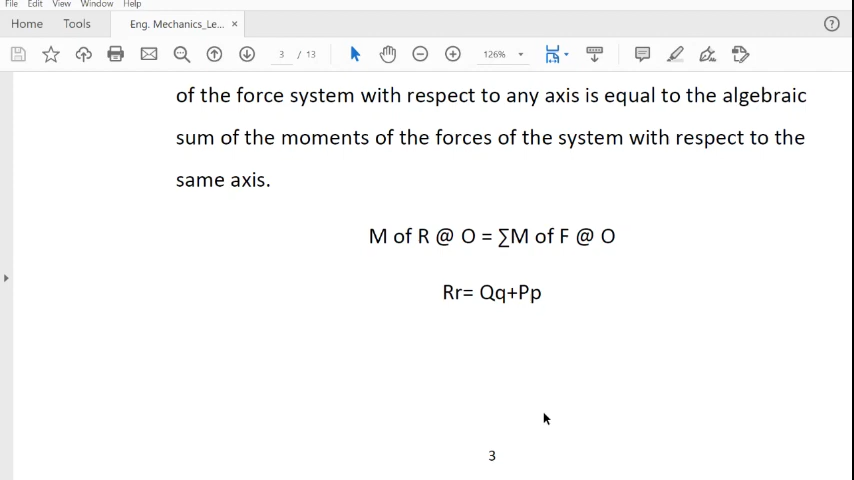 File Edit View Window Help
Home Tools Eng. Mechanics_Le... ×
3 / 13 126%
of the force system with respect to any axis is equal to the algebraic
sum of the moments of the forces of the system with respect to the
same axis.
M of R @ O = ∑M of F @ O
Rr= Qq+Pp
3